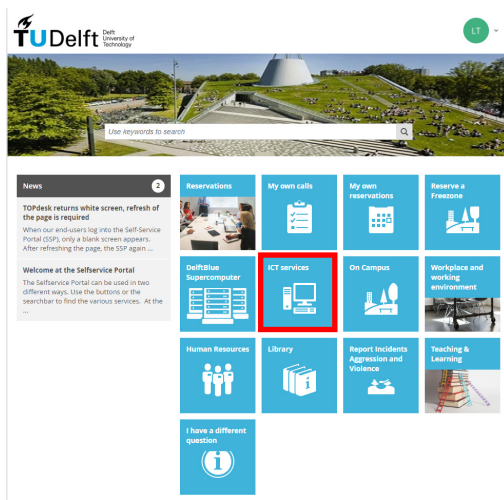 TUDelft
Delft
University of
Technology
LT
Use keywords to search
News
2
TOPdesk returns white screen, refresh of
the page is required
When our end-users log into the Self-Service
Portal (SSP), only a blank screen appears.
After refreshing the page, the SSP again ...
Welcome at the Selfservice Portal
The Selfservice Portal can be used in two
different ways. Use the buttons or the
searchbar to find the various services. At the
...
Reservations
My own calls
My own
reservations
Reserve a
Freezone
DelftBlue
Supercomputer
ICT services
On Campus
Workplace and
working
environment
Human Resources
Library
Report Incidents
Aggression and
Violence
Teaching &
Learning
I have a different
question